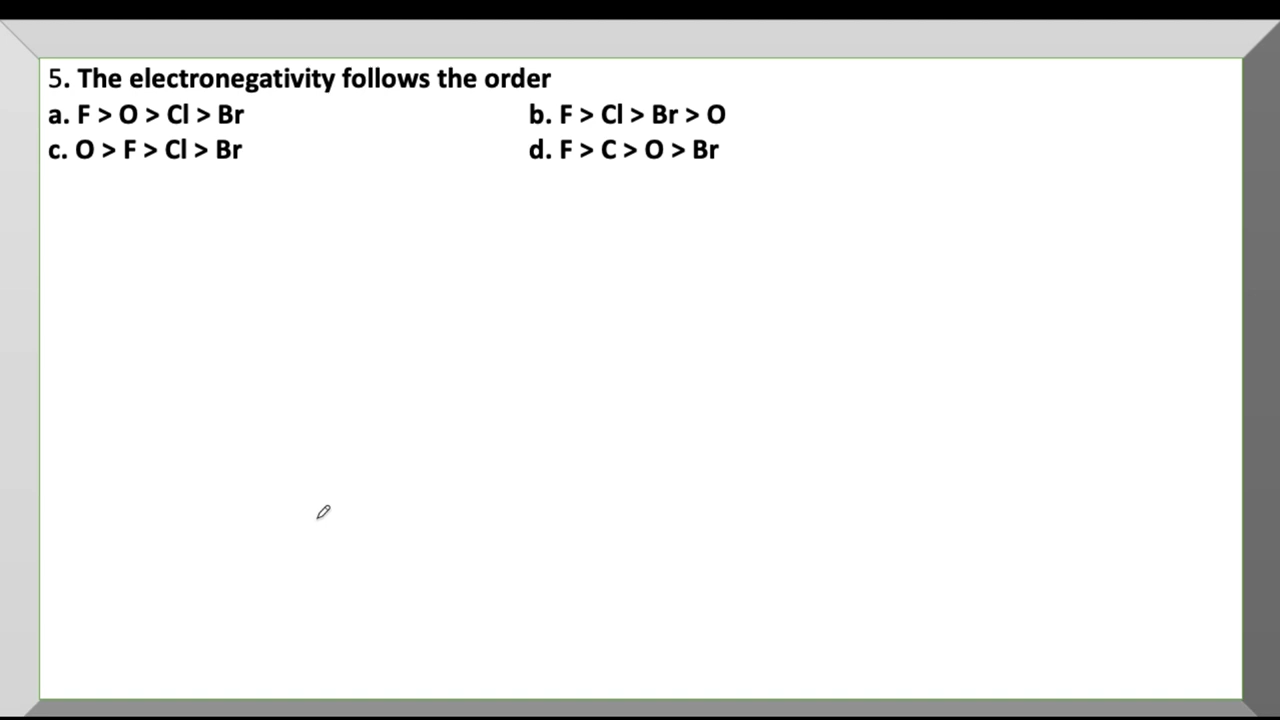 5. The electronegativity follows the order
a. F > O > Cl > Br b. F > Cl > Br > O
c. O > F > Cl > Br d. F > C > O > Br